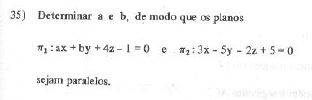 35) Determinar a e b, de modo que os planos
π₁ : ax + by + 4z - 1 = 0 e π₂ : 3x - 5y - 2z + 5 = 0
sejam paralelos.